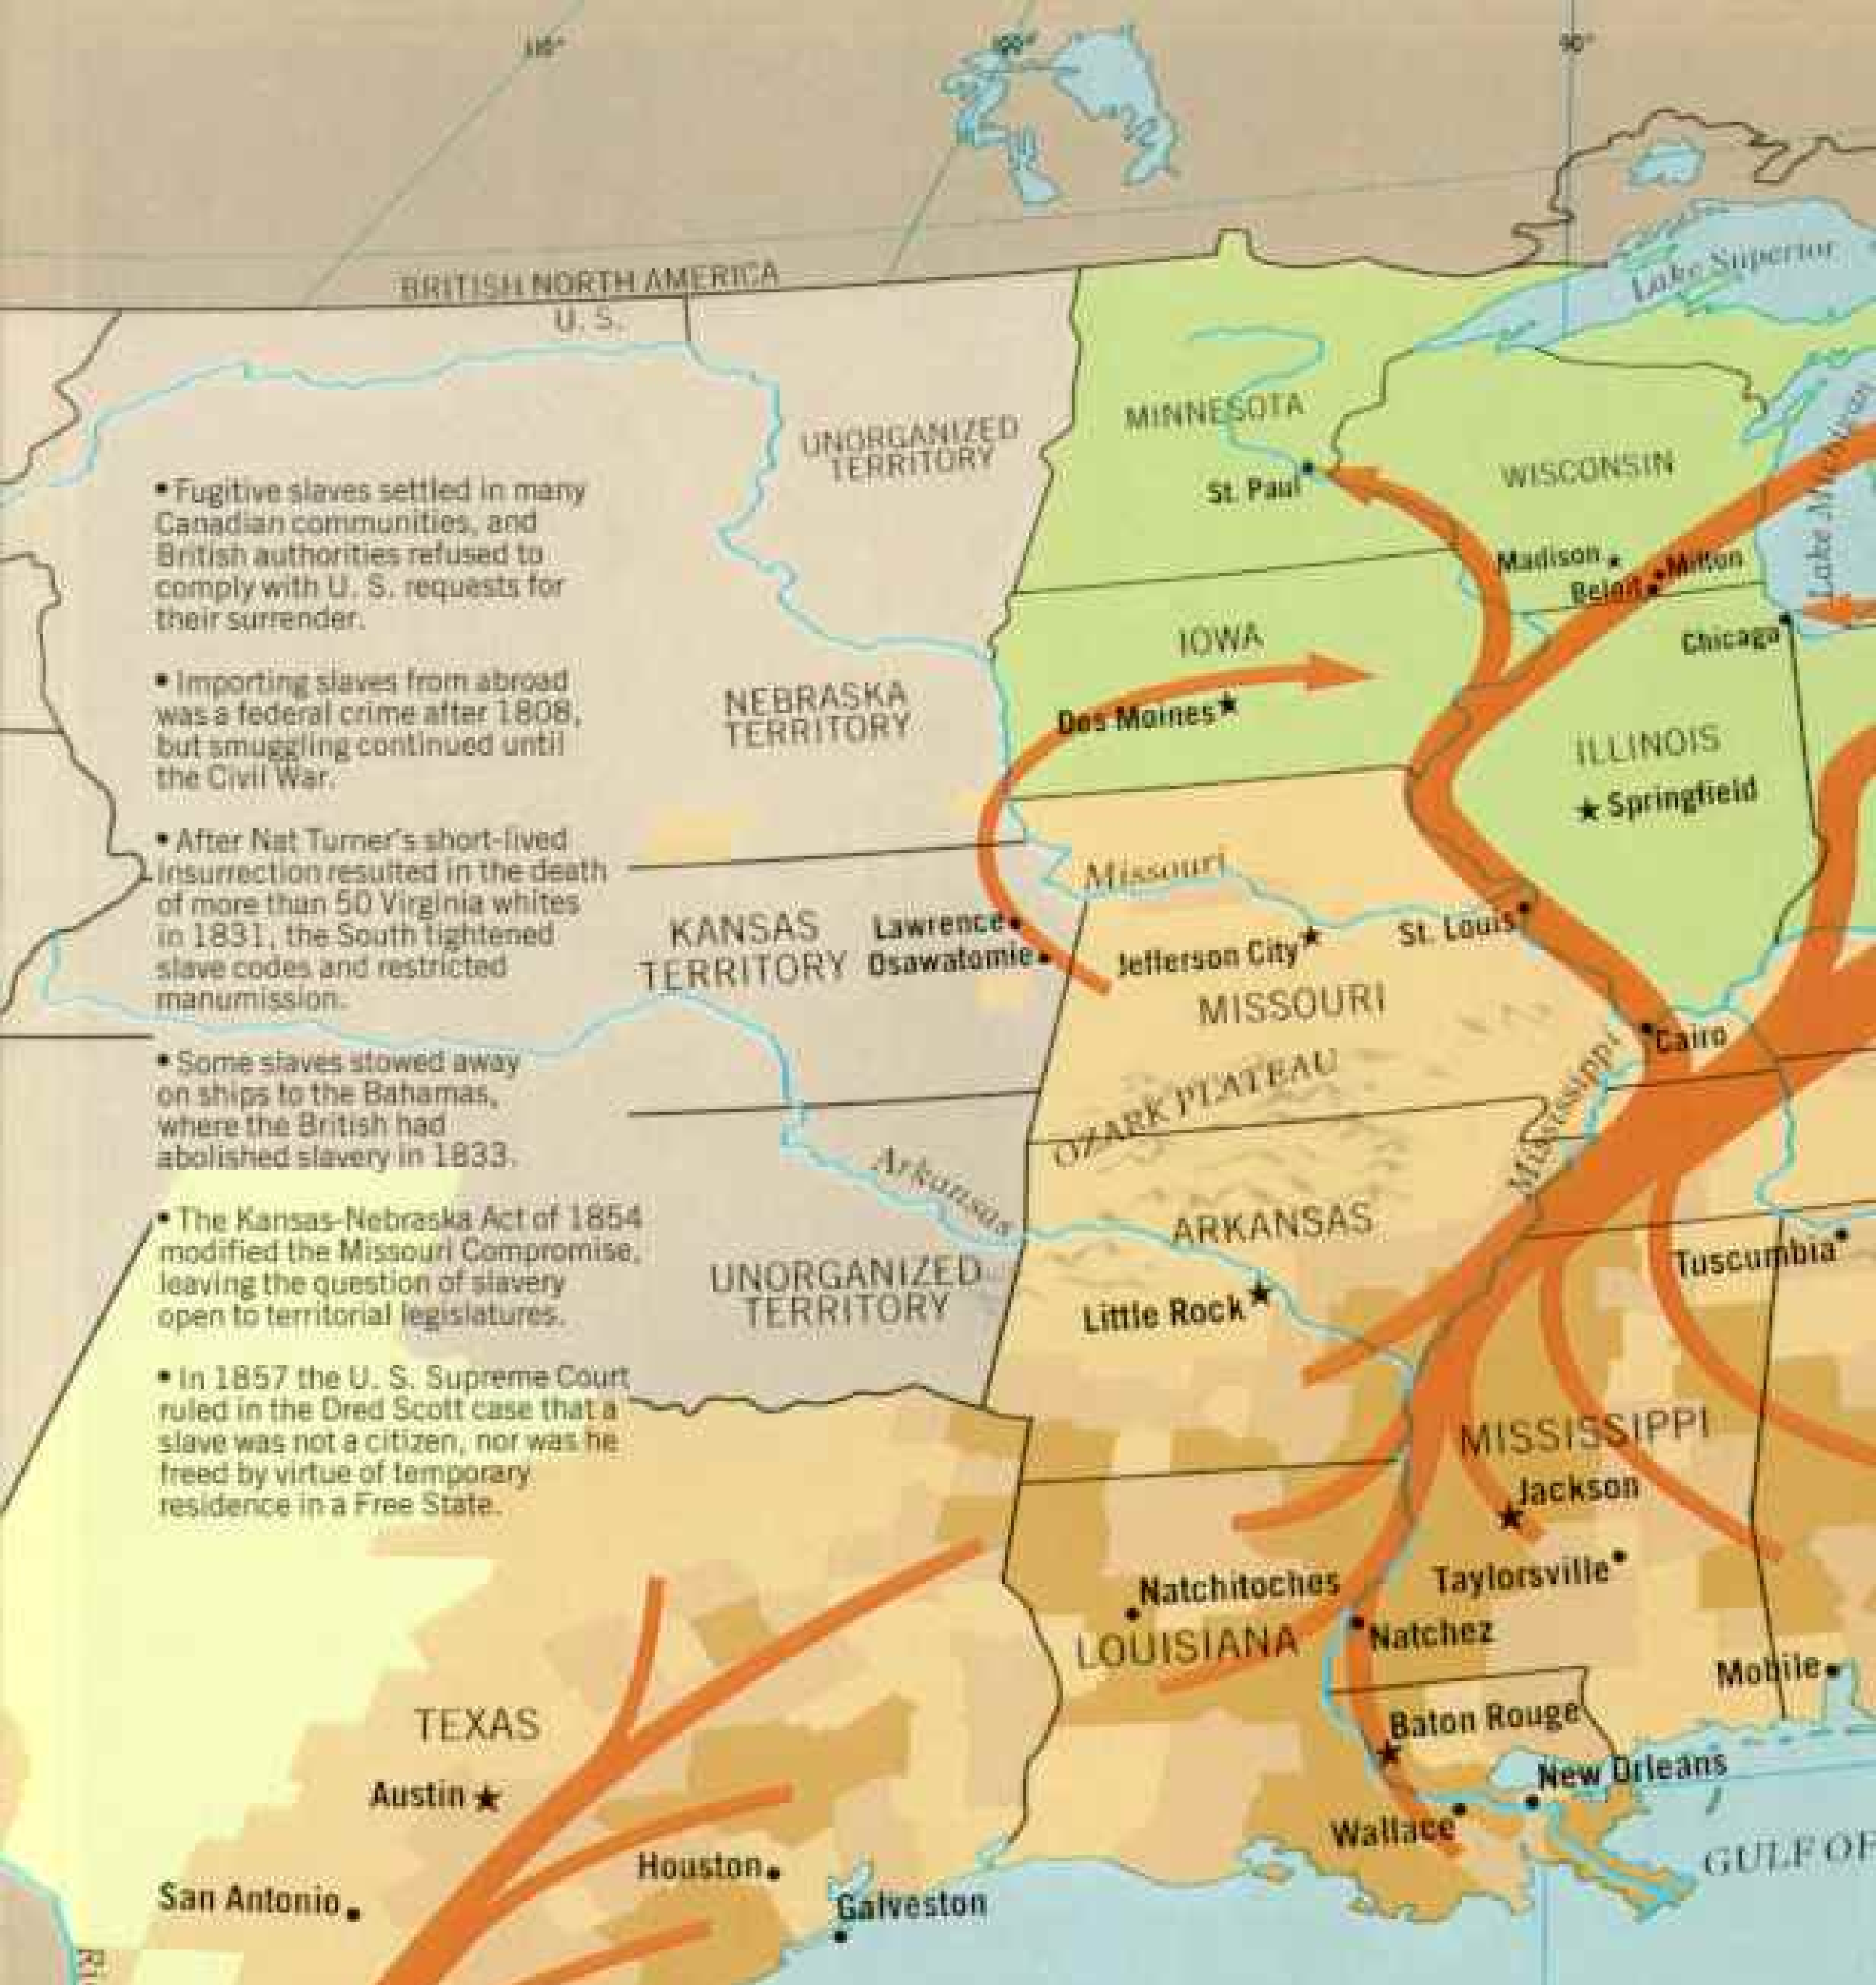 110°
100°
90°
Lake Superior
BRITISH NORTH AMERICA
U. S.
MINNESOTA
UNORGANIZED
TERRITORY
WISCONSIN
St. Paul
• Fugitive slaves settled in many
Canadian communities, and
British authorities refused to
comply with U. S. requests for
their surrender.
Madison
Milton
Beloit
Lake Michigan
IOWA
Chicago
• Importing slaves from abroad
was a federal crime after 1808,
but smuggling continued until
the Civil War.
NEBRASKA
TERRITORY
Des Moines
ILLINOIS
Springfield
• After Nat Turner's short-lived
insurrection resulted in the death
of more than 50 Virginia whites
in 1831, the South tightened
slave codes and restricted
manumission.
Missouri
KANSAS
TERRITORY
Lawrence
Osawatomie
Jefferson City
St. Louis
MISSOURI
Cairo
• Some slaves stowed away
on ships to the Bahamas,
where the British had
abolished slavery in 1833.
OZARK PLATEAU
Mississippi
Arkansas
ARKANSAS
• The Kansas-Nebraska Act of 1854
modified the Missouri Compromise,
leaving the question of slavery
open to territorial legislatures.
UNORGANIZED
TERRITORY
Tuscumbia
Little Rock
• In 1857 the U. S. Supreme Court
ruled in the Dred Scott case that a
slave was not a citizen, nor was he
freed by virtue of temporary
residence in a Free State.
MISSISSIPPI
Jackson
Natchitoches
Taylorsville
LOUISIANA
Natchez
Mobile
TEXAS
Baton Rouge
Austin
New Orleans
Wallace
Houston
GULF OF
San Antonio
Galveston